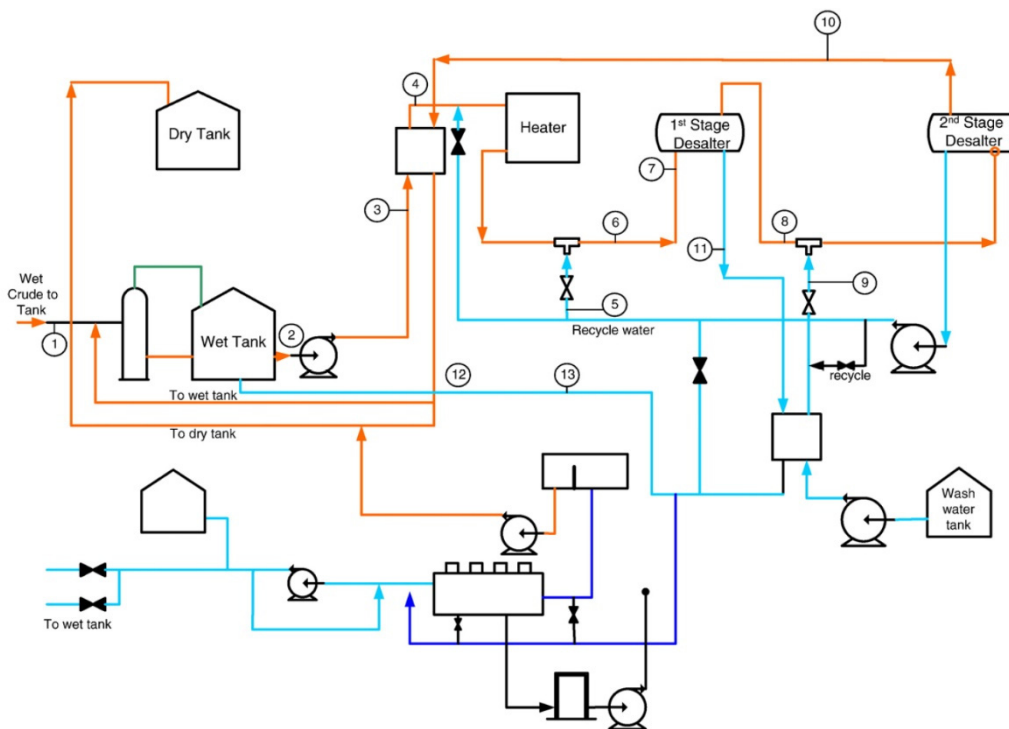 10
4
Dry Tank
Heater
1st Stage
Desalter
2nd Stage
Desalter
7
3
6
8
11
9
Wet
Crude to
Tank
5
Recycle water
1
Wet Tank
2
recycle
12
13
To wet tank
To dry tank
Wash
water
tank
To wet tank